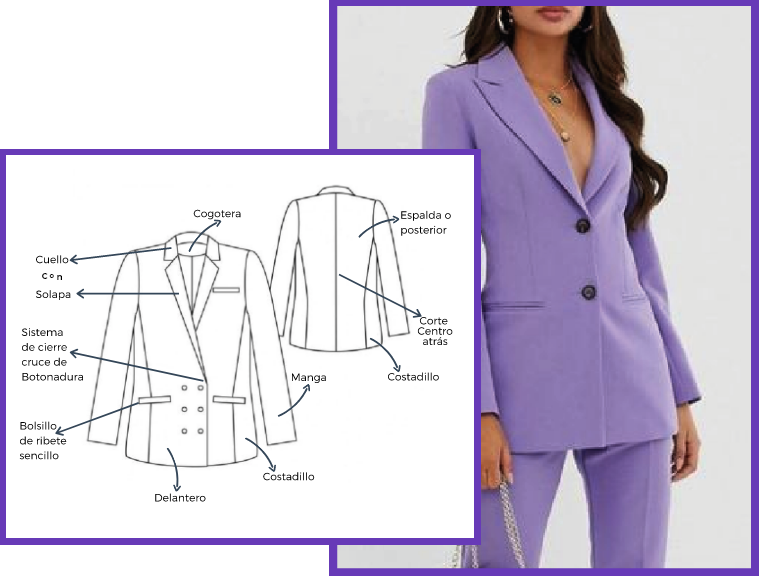 Cogotera
Espalda o
posterior
Cuello
con
Solapa
Corte
Centro
atrás
Sistema
de cierre
cruce de
Botonadura
Manga
Costadillo
Bolsillo
de ribete
sencillo
Costadillo
Delantero